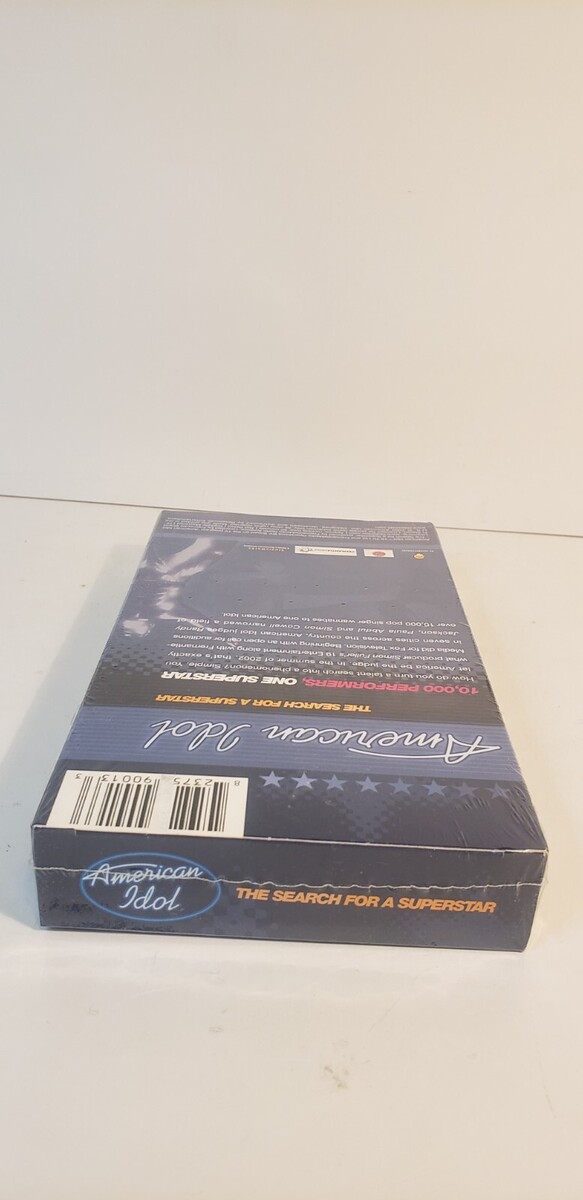 American
Idol
THE SEARCH FOR A SUPERSTAR
8 23755 90013 3
American Idol
THE SEARCH FOR A SUPERSTAR
10,000 PERFORMERS, ONE SUPERSTAR
How do you turn a talent search into a phenomenon? Simple. You
let America be the judge. In the summer of 2002, that's exactly
what producer Simon Fuller's 19 Entertainment along with Fremantle-
Media did for Fox Television. Beginning with an open call for auditions
in seven cities across the country, American Idol judges, Randy
Jackson, Paula Abdul and Simon Cowell narrowed a field of
over 10,000 pop singer wannabes to one American Idol